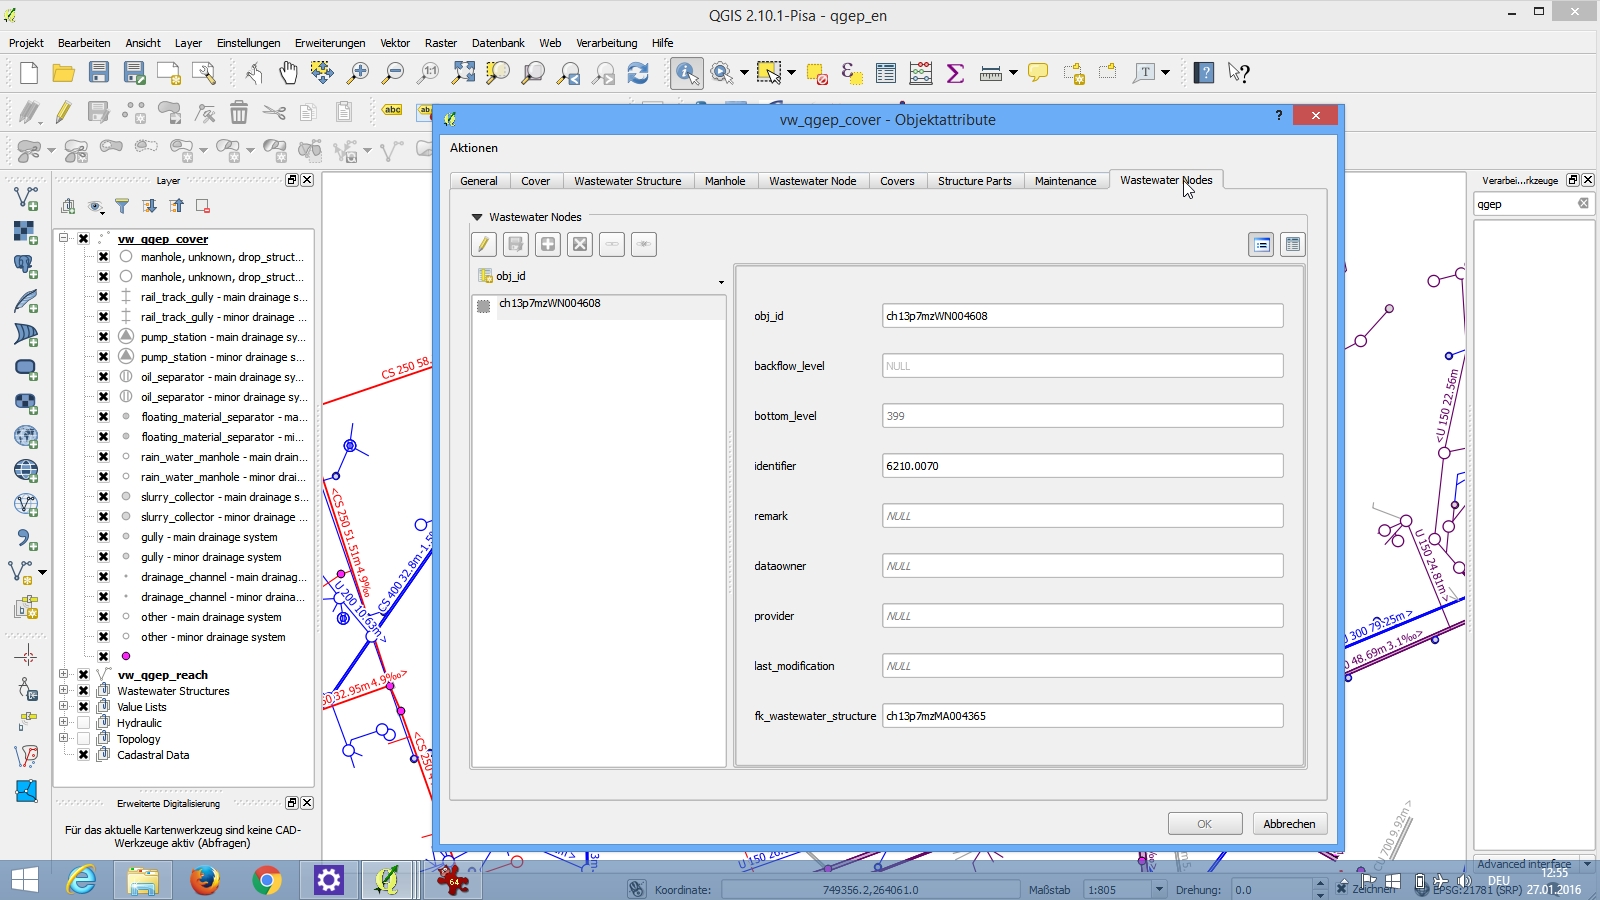 QGIS 2.10.1-Pisa - qgep_en
Projekt Bearbeiten Ansicht Layer Einstellungen Erweiterungen Vektor Raster Datenbank Web Verarbeitung Hilfe
abc
vw_qgep_cover - Objektattribute
Aktionen
General Cover Wastewater Structure Manhole Wastewater Node Covers Structure Parts Maintenance Wastewater Nodes
Wastewater Nodes
obj_id
ch13p7mzWN004608
obj_id ch13p7mzWN004608
backflow_level NULL
bottom_level 399
identifier 6210.0070
remark NULL
dataowner NULL
provider NULL
last_modification NULL
fk_wastewater_structure ch13p7mzMA004365
OK Abbrechen
Layer
vw_qgep_cover
manhole, unknown, drop_struct...
manhole, unknown, drop_struct...
rail_track_gully - main drainage s...
rail_track_gully - minor drainage ...
pump_station - main drainage sy...
pump_station - minor drainage s...
oil_separator - main drainage sy...
oil_separator - minor drainage sy...
floating_material_separator - ma...
floating_material_separator - mi...
rain_water_manhole - main drain...
rain_water_manhole - minor drai...
slurry_collector - main drainage s...
slurry_collector - minor drainage ...
gully - main drainage system
gully - minor drainage system
drainage_channel - main drainag...
drainage_channel - minor draina...
other - main drainage system
other - minor drainage system
vw_qgep_reach
Wastewater Structures
Value Lists
Hydraulic
Topology
Cadastral Data
Erweiterte Digitalisierung
Für das aktuelle Kartenwerkzeug sind keine CAD-
Werkzeuge aktiv (Abfragen)
Verarbei...rkzeuge
qgep
CS 250 58.
<CS 250 51.51m 4.9‰
U 200 10.63m>
CS 400 32.8m-1.5
50 32.95m 4.9‰>
<CS 250
<U 150 22.56m
U 150 24.81m>
U 300 79.25m>
0 48.69m 3.1‰>
CU 700 9.92m>
Advanced interface
Koordinate: 749356.2,264061.0 Maßstab 1:805 Drehung: 0.0 Zeichnen EPSG:21781 (SRP)
64
DEU
12:55
27.01.2016